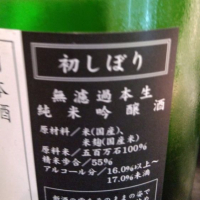 初しぼり
無濾過本生
純米吟醸酒
原材料／米(国産)、
米麹(国産米)
原料米／五百万石100%
精米歩合／55%
アルコール分／16.0%以上～
17.0%未満